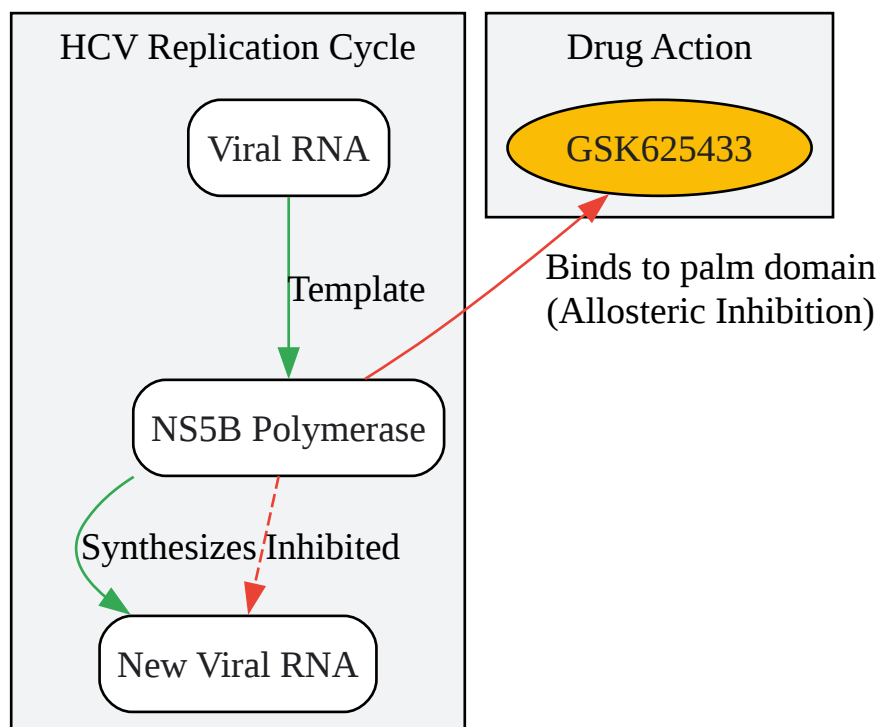 HCV Replication Cycle
Drug Action
Viral RNA
GSK625433
Binds to palm domain
(Allosteric Inhibition)
Template
NS5B Polymerase
Synthesizes
Inhibited
New Viral RNA